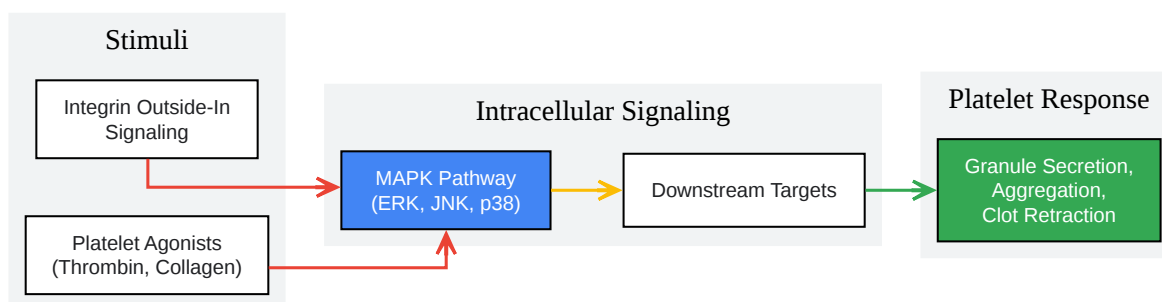 Stimuli
Integrin Outside-In
Signaling
Platelet Agonists
(Thrombin, Collagen)
Intracellular Signaling
MAPK Pathway
(ERK, JNK, p38)
Downstream Targets
Platelet Response
Granule Secretion,
Aggregation,
Clot Retraction